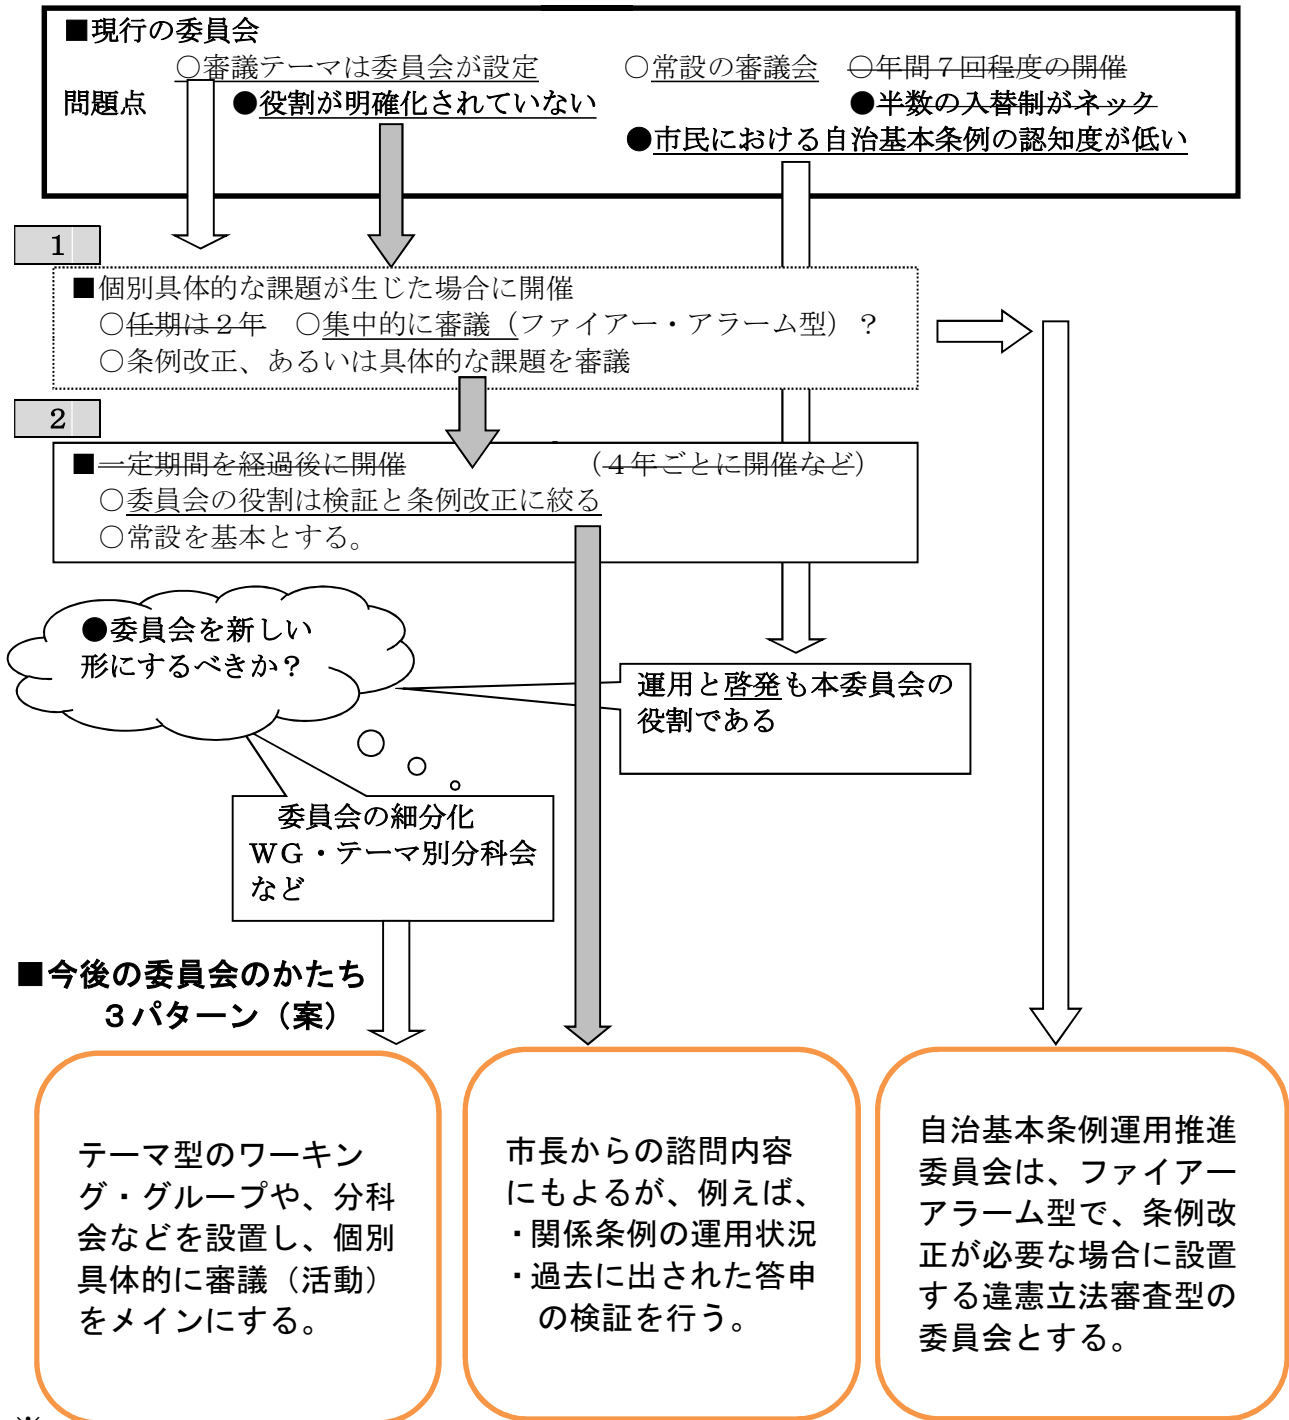 ■現行の委員会
○審議テーマは委員会が設定　○常設の審議会　○年間７回程度の開催
問題点　●役割が明確化されていない　●半数の入替制がネック
●市民における自治基本条例の認知度が低い
1
■個別具体的な課題が生じた場合に開催
○任期は２年　○集中的に審議（ファイアー・アラーム型）？
○条例改正、あるいは具体的な課題を審議
2
■一定期間を経過後に開催　（４年ごとに開催など）
○委員会の役割は検証と条例改正に絞る
○常設を基本とする。
●委員会を新しい
形にするべきか？
運用と啓発も本委員会の
役割である
委員会の細分化
ＷＧ・テーマ別分科会
など
■今後の委員会のかたち
３パターン（案）
テーマ型のワーキン
グ・グループや、分科
会などを設置し、個別
具体的に審議（活動）
をメインにする。
市長からの諮問内容
にもよるが、例えば、
・関係条例の運用状況
・過去に出された答申
の検証を行う。
自治基本条例運用推進
委員会は、ファイアー
アラーム型で、条例改
正が必要な場合に設置
する違憲立法審査型の
委員会とする。